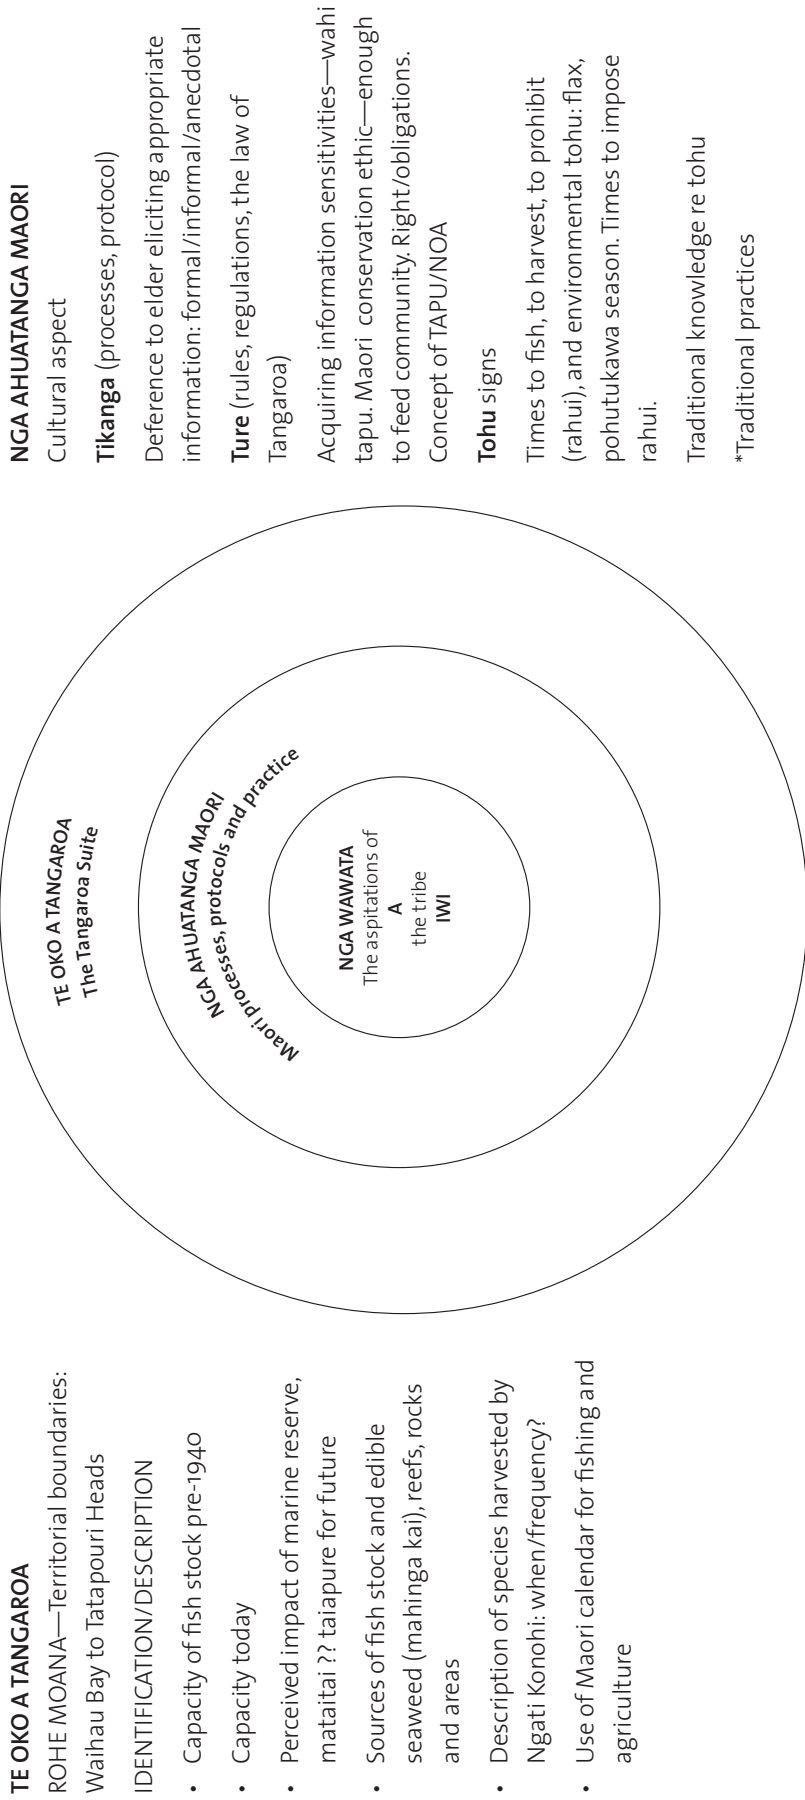 TE OKO A TANGAROA
ROHE MOANA—Territorial boundaries:
Waihau Bay to Tatapouri Heads
IDENTIFICATION/DESCRIPTION
• Capacity of fish stock pre-1940
• Capacity today
• Perceived impact of marine reserve,
mataitai ?? taiapure for future
• Sources of fish stock and edible
seaweed (mahinga kai), reefs, rocks
and areas
• Description of species harvested by
Ngati Konohi: when/frequency?
• Use of Maori calendar for fishing and
agriculture
TE OKO A TANGAROA
The Tangaroa Suite
NGA AHUATANGA MAORI
Maori processes, protocols and practice
NGA WAWATA
The aspitations of
A
the tribe
IWI
NGA AHUATANGA MAORI
Cultural aspect
Tikanga (processes, protocol)
Deference to elder eliciting appropriate
information: formal/informal/anecdotal
Ture (rules, regulations, the law of
Tangaroa)
Acquiring information sensitivities—wahi
tapu. Maori conservation ethic—enough
to feed community. Right/obligations.
Concept of TAPU/NOA
Tohu signs
Times to fish, to harvest, to prohibit
(rahui), and environmental tohu: flax,
pohutukawa season. Times to impose
rahui.
Traditional knowledge re tohu
*Traditional practices